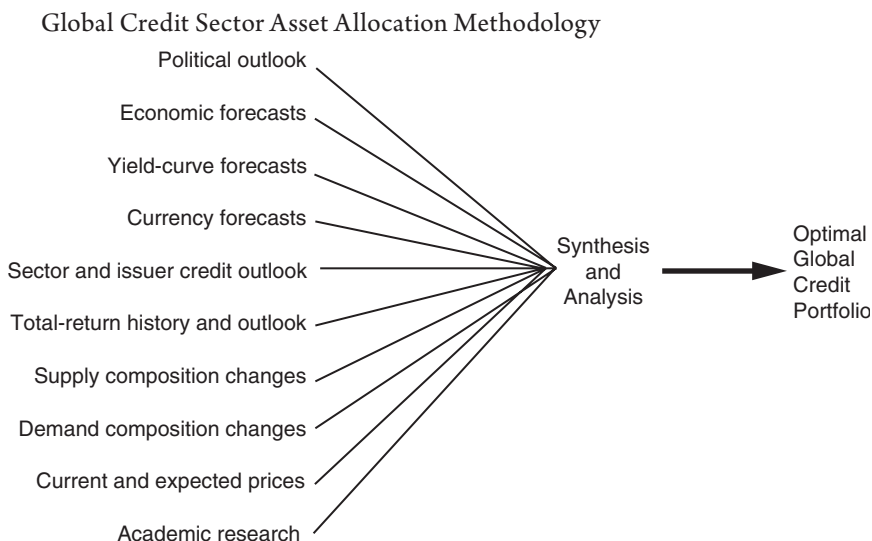 Global Credit Sector Asset Allocation Methodology
Political outlook
Economic forecasts
Yield-curve forecasts
Currency forecasts
Sector and issuer credit outlook
Total-return history and outlook
Supply composition changes
Demand composition changes
Current and expected prices
Academic research
Synthesis
and
Analysis
Optimal
Global
Credit
Portfolio